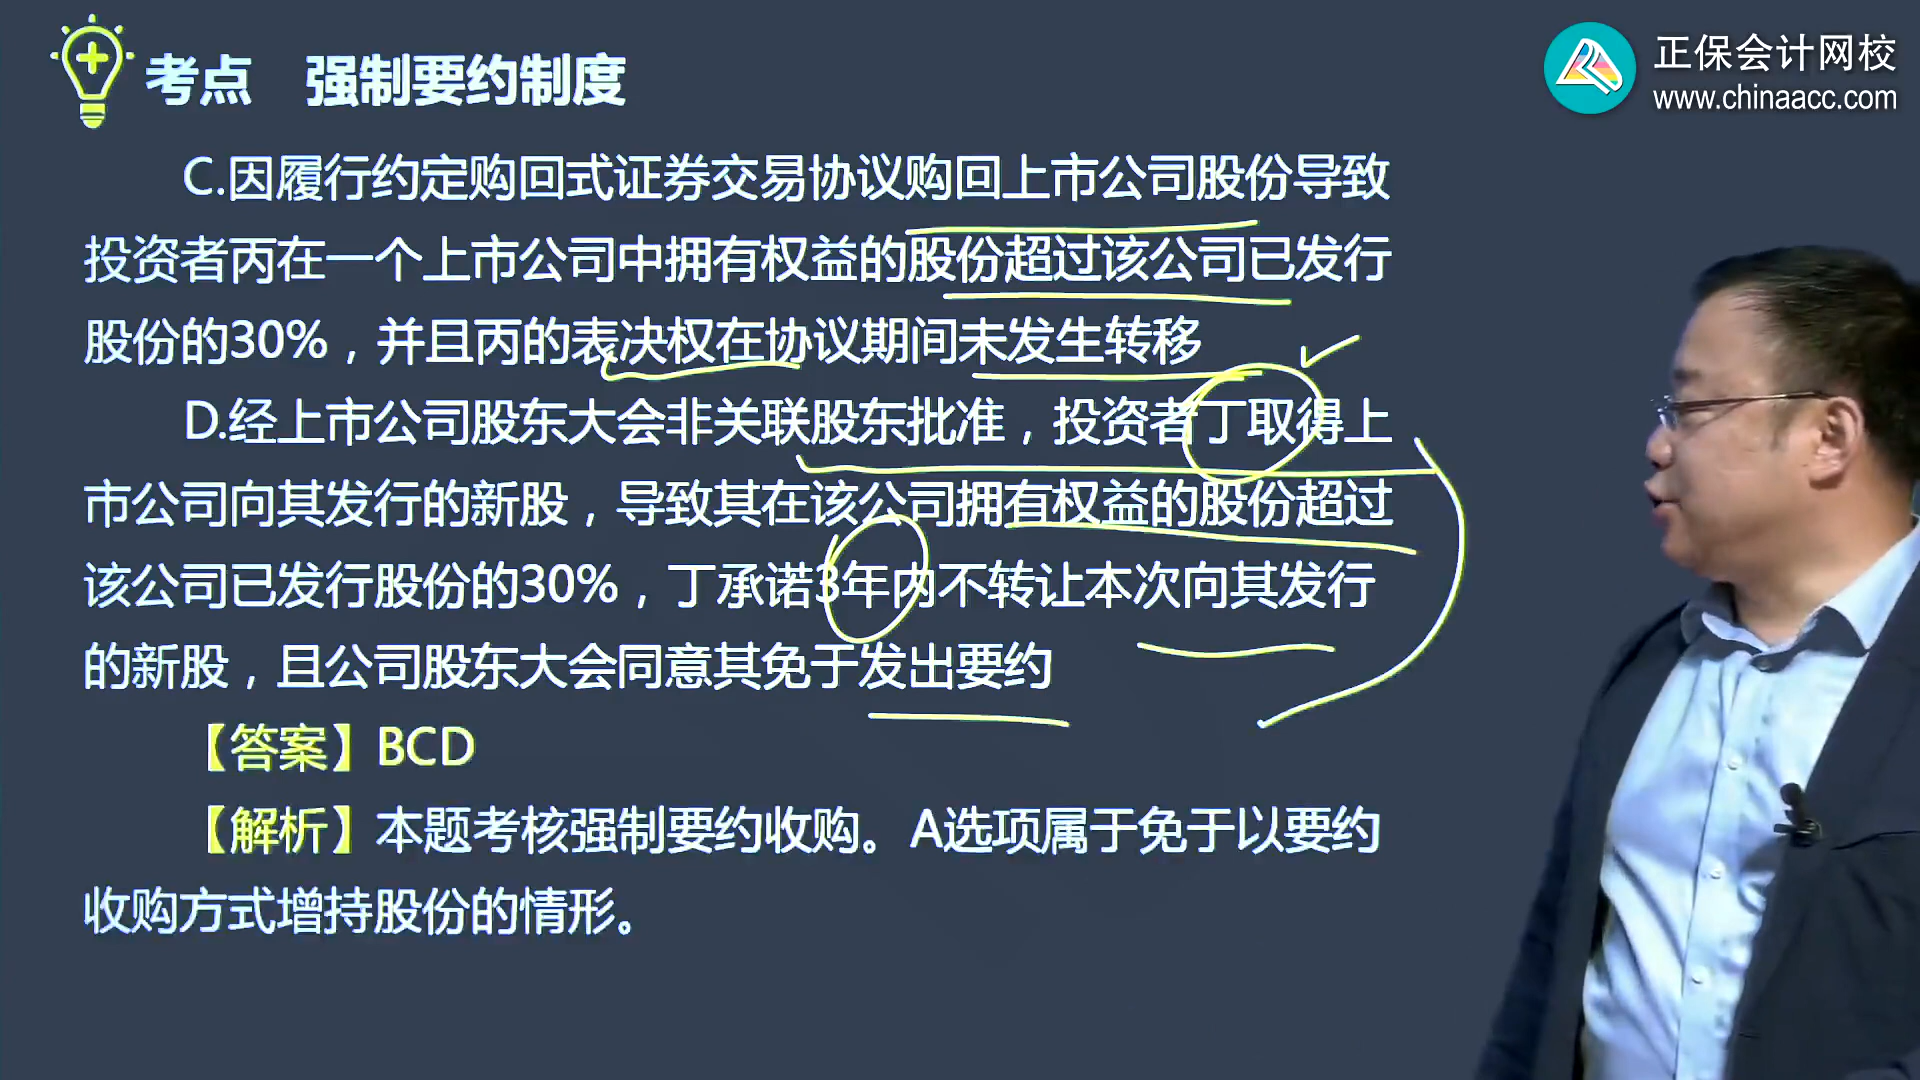 考点 强制要约制度
正保会计网校
www.chinaacc.com
C.因履行约定购回式证券交易协议购回上市公司股份导致
投资者丙在一个上市公司中拥有权益的股份超过该公司已发行
股份的30%，并且丙的表决权在协议期间未发生转移
D.经上市公司股东大会非关联股东批准，投资者丁取得上
市公司向其发行的新股，导致其在该公司拥有权益的股份超过
该公司已发行股份的30%，丁承诺3年内不转让本次向其发行
的新股，且公司股东大会同意其免于发出要约
【答案】BCD
【解析】本题考核强制要约收购。A选项属于免于以要约
收购方式增持股份的情形。